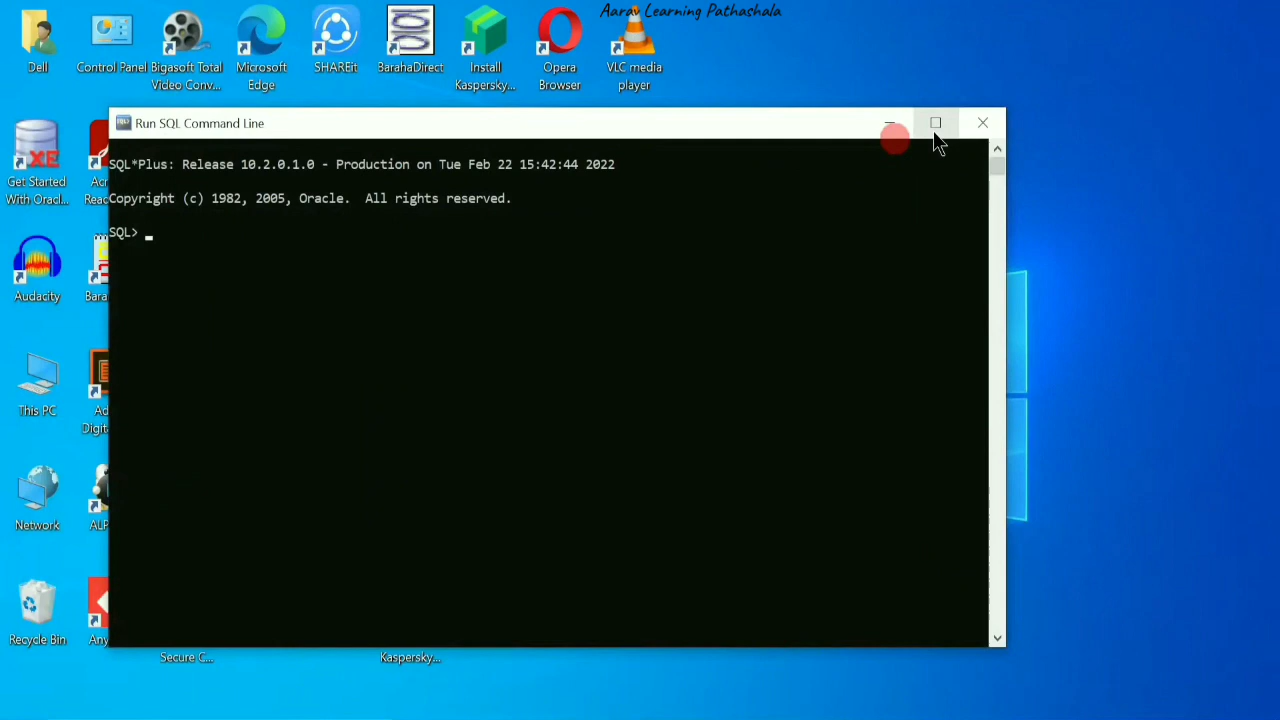 Aarav Learning Pathashala
Dell
Control Panel
Bigasoft Total
Video Conv...
Microsoft
Edge
SHAREit
BarahaDirect
Install
Kaspersky...
Opera
Browser
VLC media
player
Run SQL Command Line
SQL*Plus: Release 10.2.0.1.0 - Production on Tue Feb 22 15:42:44 2022
Copyright (c) 1982, 2005, Oracle.  All rights reserved.
SQL>
XE
Get Started
With Oracl...
Acr
Reac
Audacity
Bara
This PC
Ad
Digit
Network
ALP
Recycle Bin
Any
Secure C...
Kaspersky...